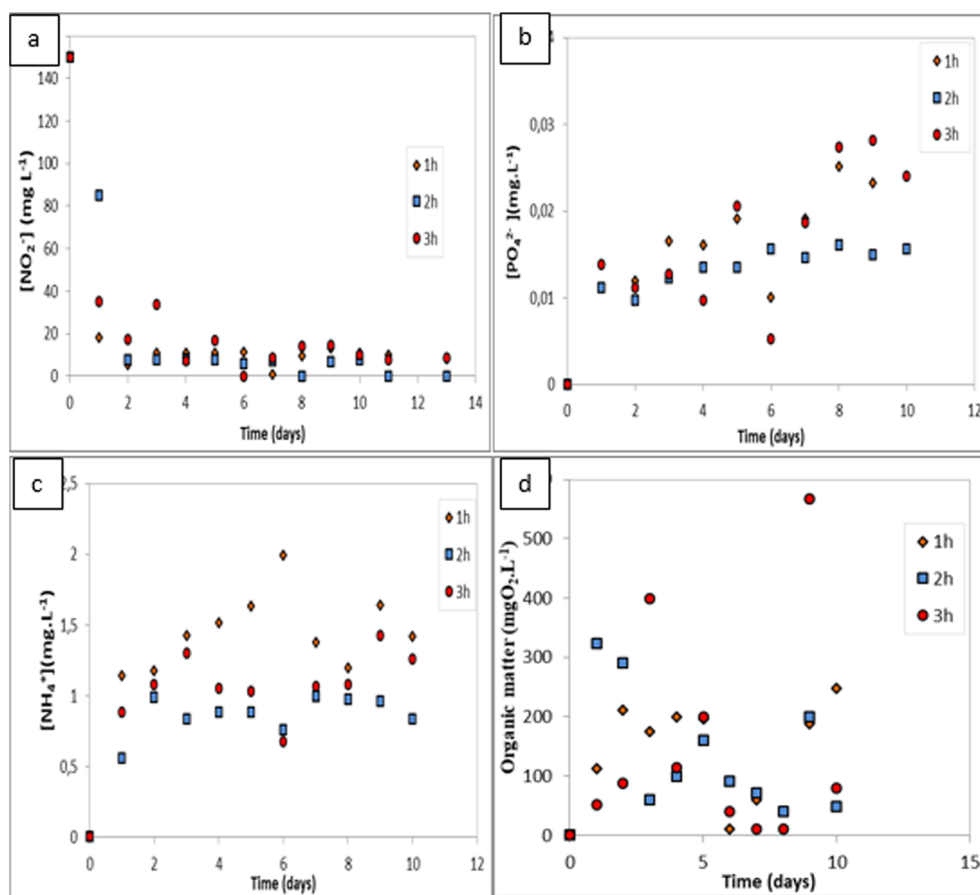 a
[NO₂⁻] (mg L⁻¹)
140
120
100
80
60
40
20
0
0 2 4 6 8 10 12 14
Time (days)
1h
2h
3h
b
[PO₄²⁻](mg.L⁻¹)
0,03
0,02
0,01
0
0 2 4 6 8 10 12
Time (days)
1h
2h
3h
c
[NH₄⁺](mg.L⁻¹)
2,5
2
1,5
1
0,5
0
0 2 4 6 8 10 12
Time (days)
1h
2h
3h
d
Organic matter (mgO₂.L⁻¹)
500
400
300
200
100
0
0 5 10 15
Time (days)
1h
2h
3h